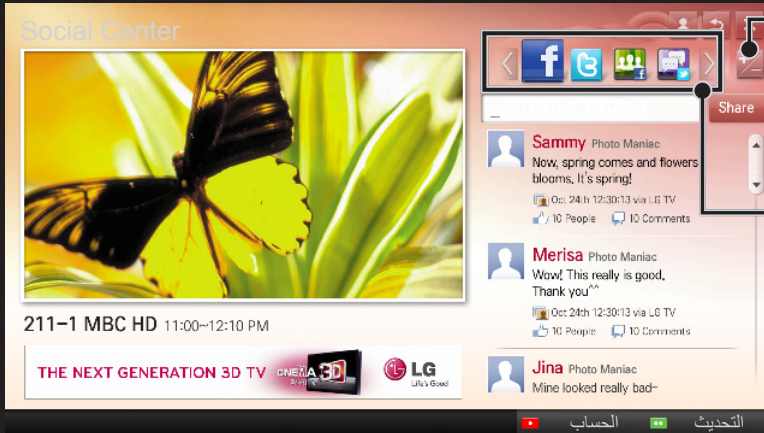 Social Center
Share
Sammy Photo Maniac
Now, spring comes and flowers
blooms, It's spring!
Oct 24th 12:30:13 via LG TV
10 People 10 Comments
Merisa Photo Maniac
Wow! This really is good,
Thank you^^
Oct 24th 12:30:13 via LG TV
10 People 10 Comments
Jina Photo Maniac
Mine looked really bad~
211-1 MBC HD 11:00~12:10 PM
THE NEXT GENERATION 3D TV CINEMA 3D LG
Life's Good
التحديث
الحساب